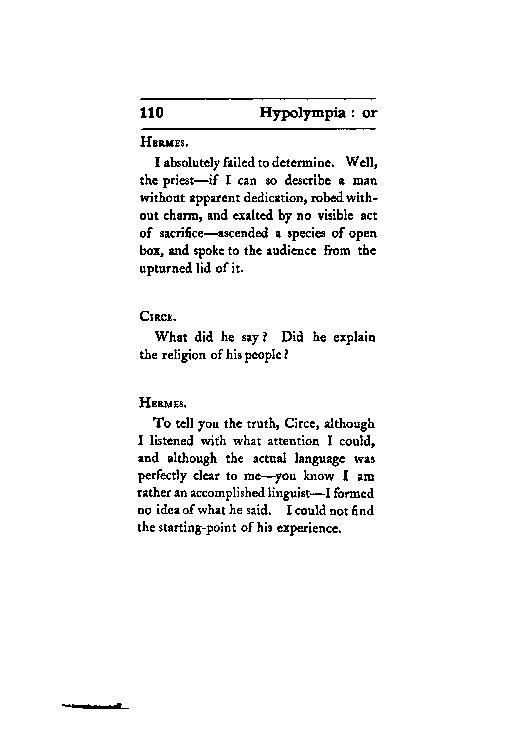 110 Hypolympia : or
HERMES.
I absolutely failed to determine. Well,
the priest—if I can so describe a man
without apparent dedication, robed with-
out charm, and exalted by no visible act
of sacrifice—ascended a species of open
box, and spoke to the audience from the
upturned lid of it.
CIRCE.
What did he say? Did he explain
the religion of his people?
HERMES.
To tell you the truth, Circe, although
I listened with what attention I could,
and although the actual language was
perfectly clear to me—you know I am
rather an accomplished linguist—I formed
no idea of what he said. I could not find
the starting-point of his experience.